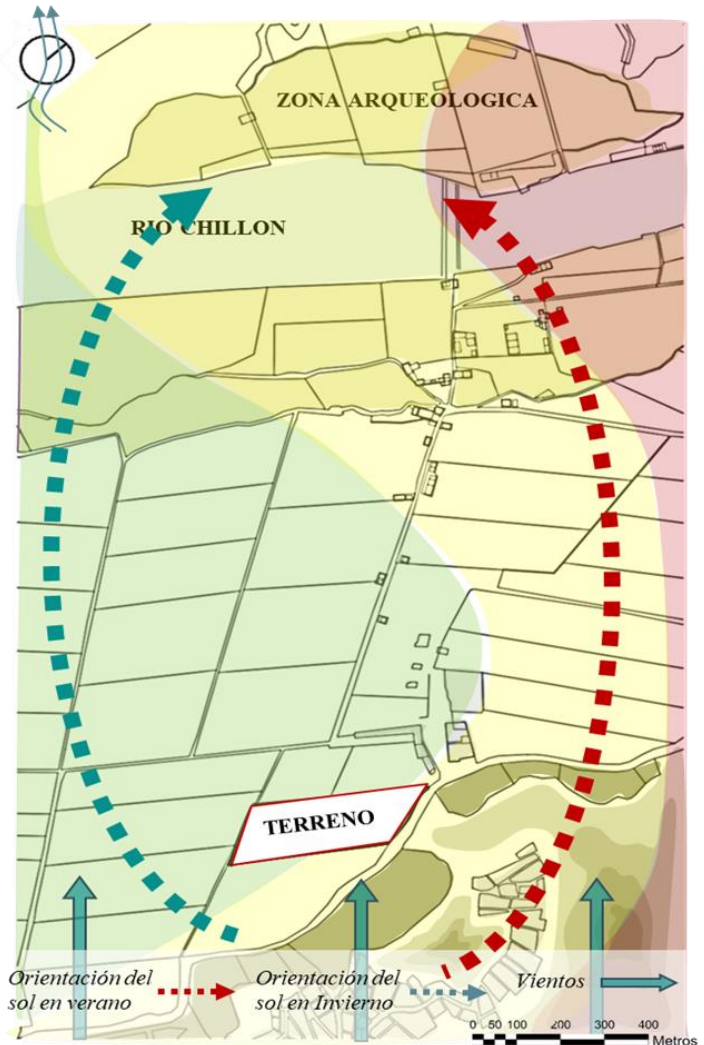 ZONA ARQUEOLOGICA
RIO CHILLON
TERRENO
Orientación del
sol en verano
Orientación del
sol en Invierno
Vientos
0 50 100 200 300 400
Metros